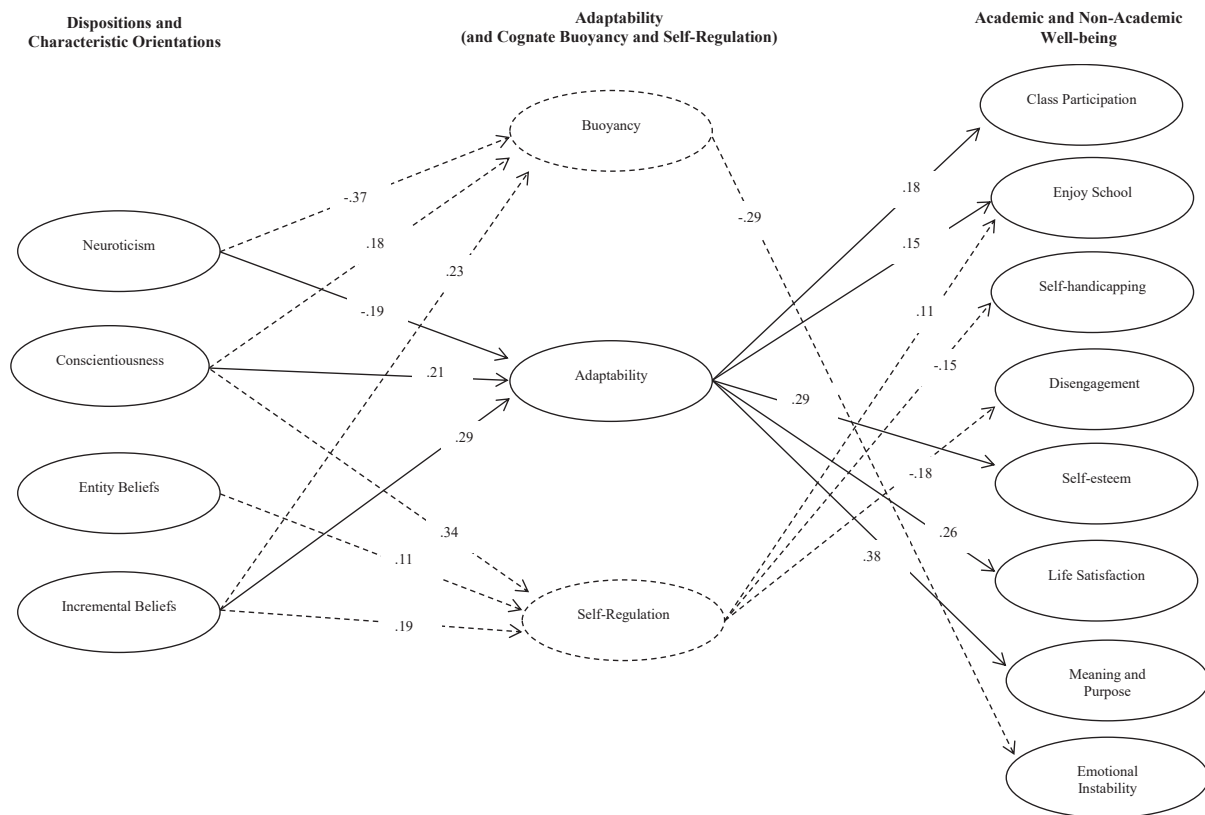 Dispositions and
Characteristic Orientations
Adaptability
(and Cognate Buoyancy and Self-Regulation)
Academic and Non-Academic
Well-being
Neuroticism
Conscientiousness
Entity Beliefs
Incremental Beliefs
-.37
.18
.23
-.19
.21
.29
.34
.11
.19
Buoyancy
Adaptability
Self-Regulation
-.29
.18
.15
.11
-.15
.29
-.18
.26
.38
Class Participation
Enjoy School
Self-handicapping
Disengagement
Self-esteem
Life Satisfaction
Meaning and
Purpose
Emotional
Instability